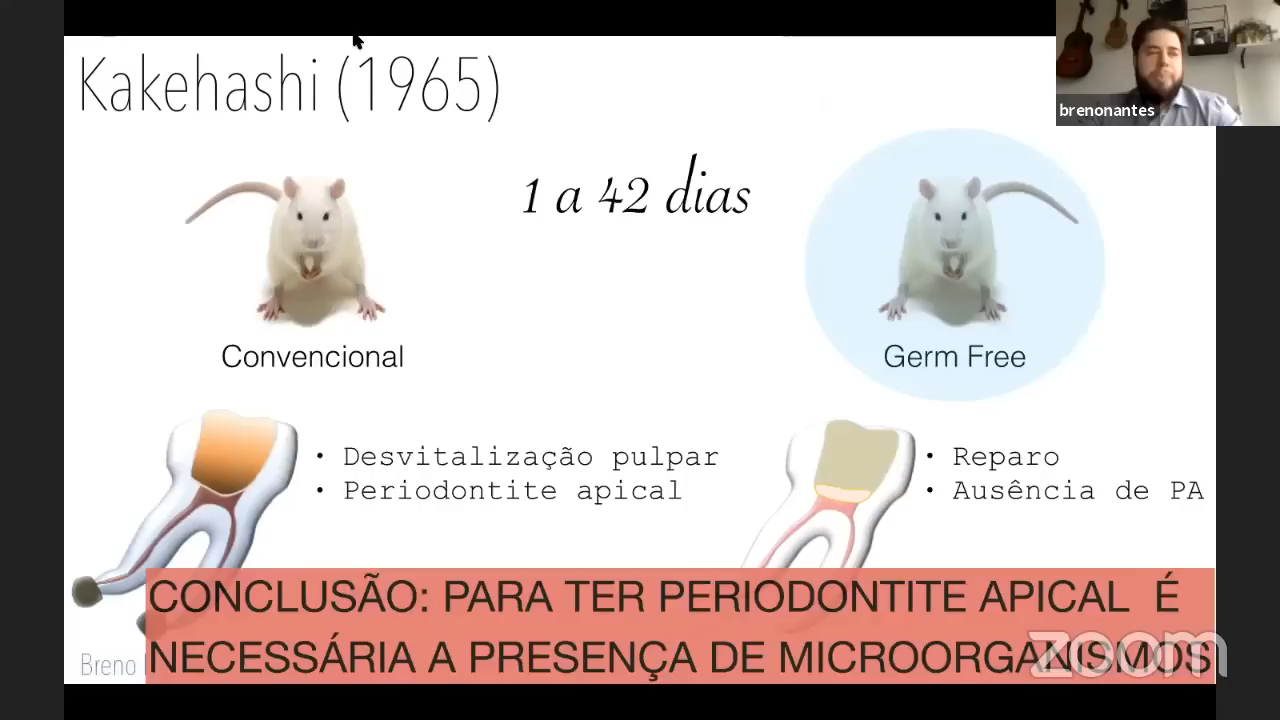 Kakehashi (1965)
brenonantes
1 a 42 dias
Convencional
Germ Free
• Desvitalização pulpar
• Periodontite apical
• Reparo
• Ausência de PA
CONCLUSÃO: PARA TER PERIODONTITE APICAL É
NECESSÁRIA A PRESENÇA DE MICROORGANISMOS
Breno
zoom